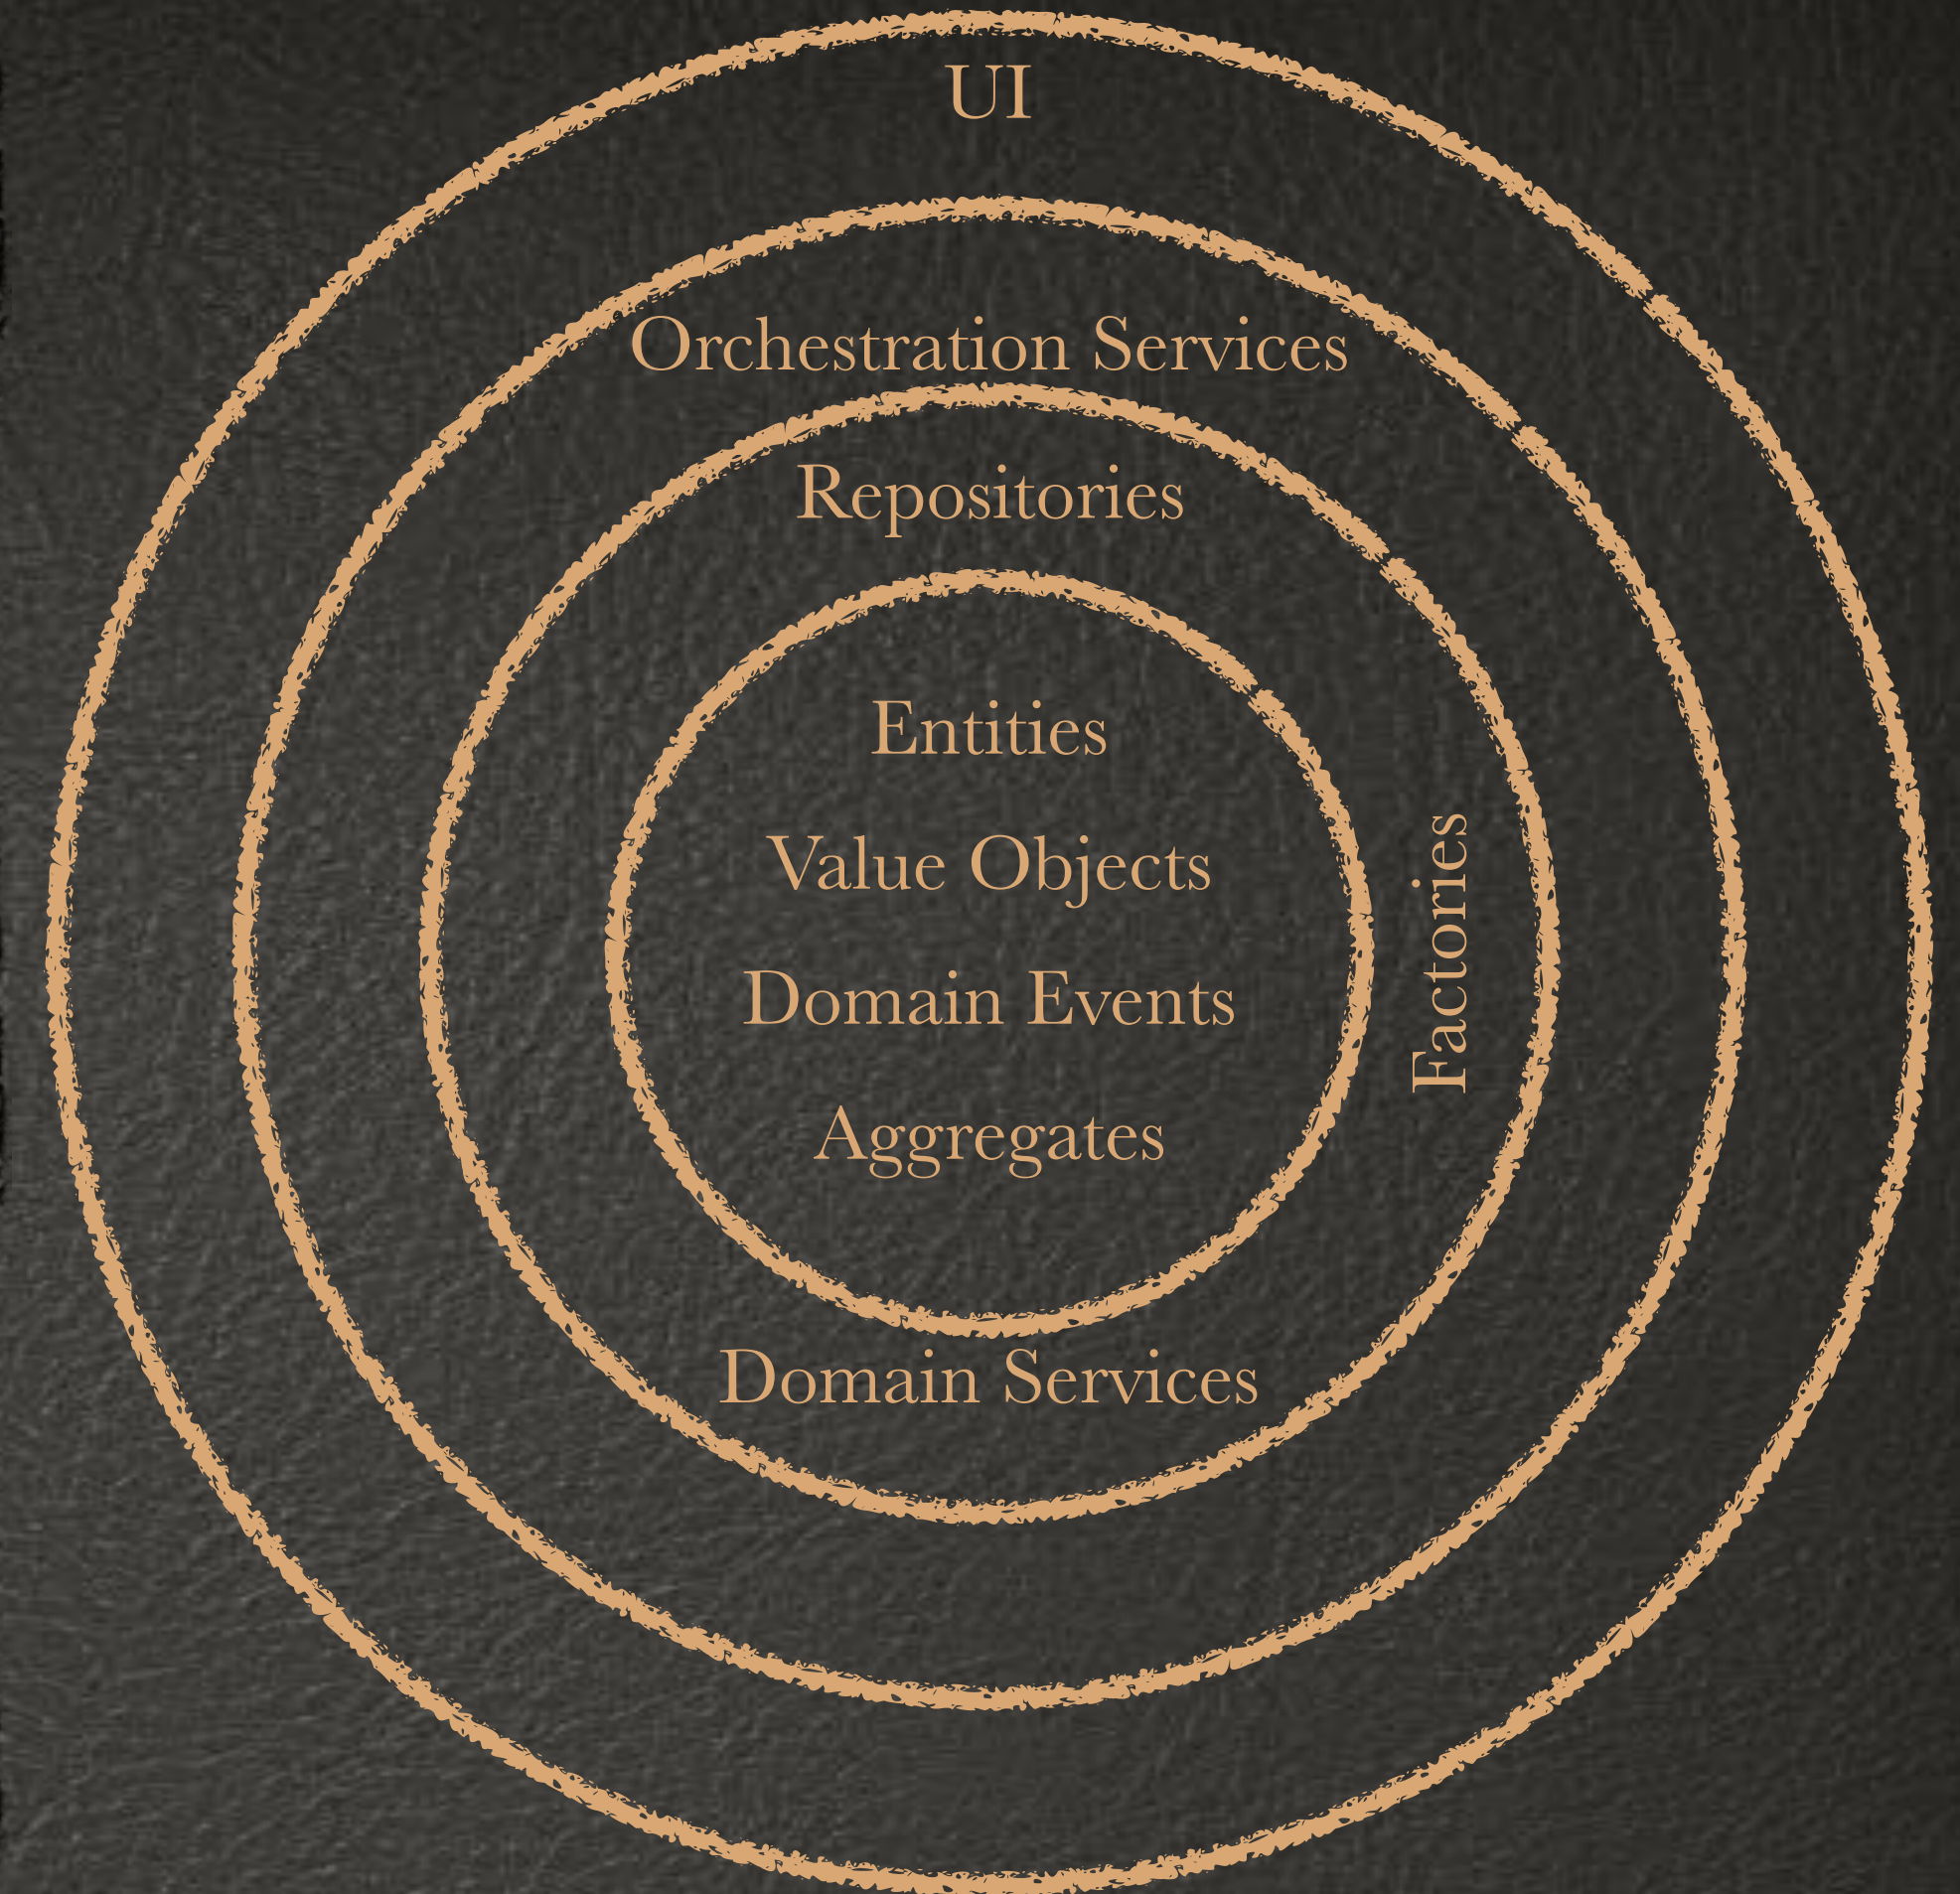 UI
Orchestration Services
Repositories
Entities
Value Objects
Domain Events
Aggregates
Factories
Domain Services